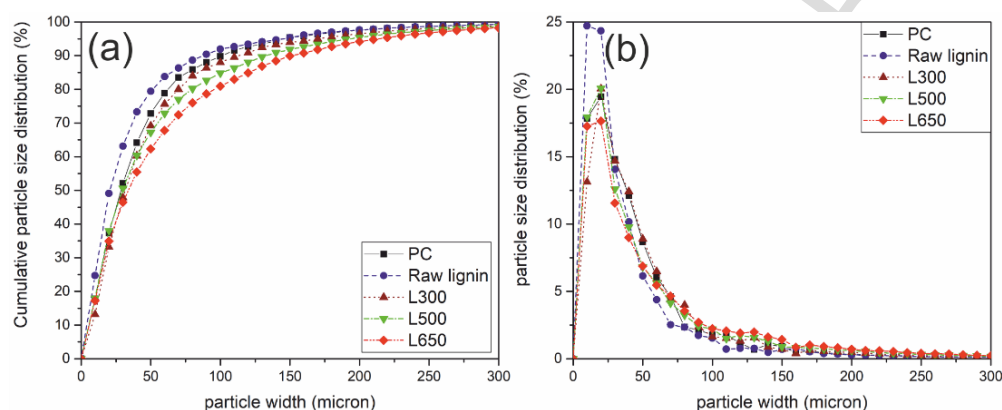 (a)
Cumulative particle size distribution (%)
100
90
80
70
60
50
40
30
20
10
0
0 50 100 150 200 250 300
particle width (micron)
PC
Raw lignin
L300
L500
L650
(b)
particle size distribution (%)
25
20
15
10
5
0
0 50 100 150 200 250 300
particle width (micron)
PC
Raw lignin
L300
L500
L650